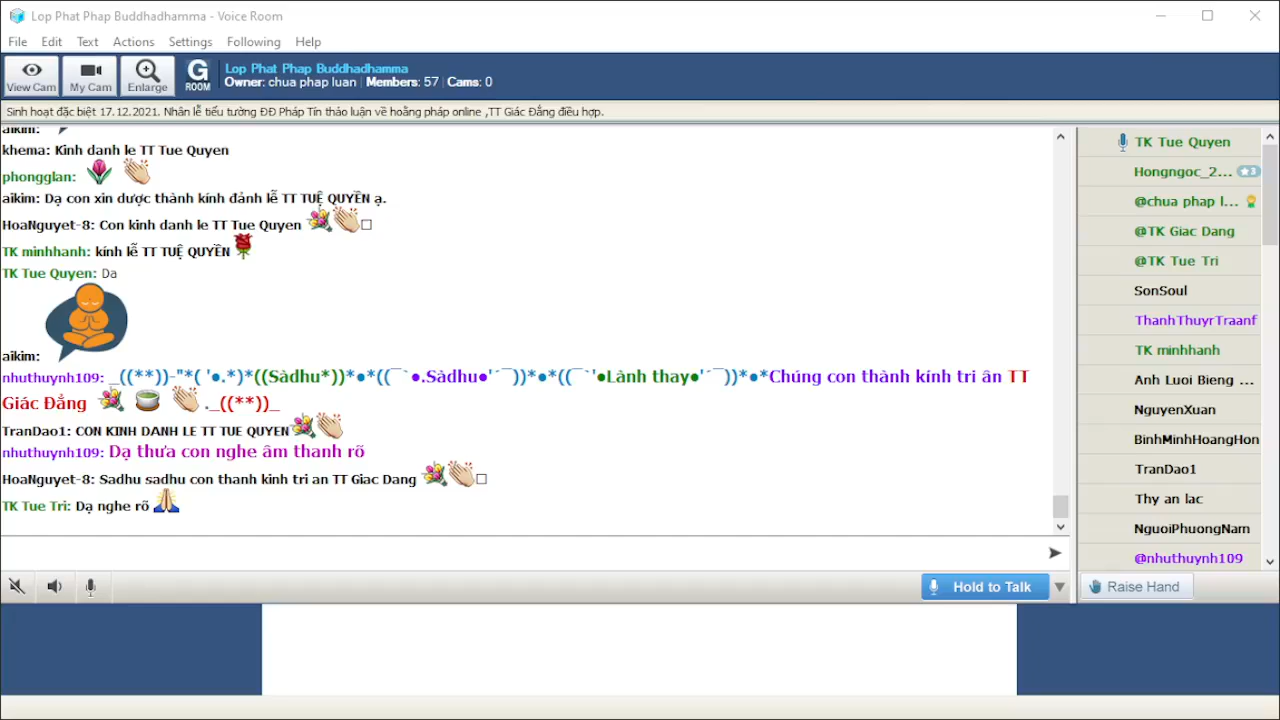 Lop Phat Phap Buddhadhamma - Voice Room
File Edit Text Actions Settings Following Help
View Cam My Cam Enlarge G ROOM
Lop Phat Phap Buddhadhamma
Owner: chua phap luan | Members: 57 | Cams: 0
Sinh hoạt đặc biệt 17.12.2021. Nhân lễ tiểu tường ĐĐ Pháp Tín thảo luận về hoằng pháp online ,TT Giác Đẳng điều hợp.
aikim:
khema: Kinh danh le TT Tue Quyen
phongglan:
aikim: Dạ con xin được thành kính đảnh lễ TT TUỆ QUYỀN ạ.
HoaNguyet-8: Con kinh danh le TT Tue Quyen
TK minhhanh: kính lễ TT TUỆ QUYỀN
TK Tue Quyen: Da
aikim:
nhuthuynh109: _((**))-"*( '●.*)*((Sàdhu*))*●*((¯`●.Sàdhu●'´¯))*●*((¯`'●Lành thay●'´¯))*●*Chúng con thành kính tri ân TT
Giác Đẳng ._((**))_
TranDao1: CON KINH DANH LE TT TUE QUYEN
nhuthuynh109: Dạ thưa con nghe âm thanh rõ
HoaNguyet-8: Sadhu sadhu con thanh kinh tri an TT Giac Dang
TK Tue Tri: Dạ nghe rõ
Hold to Talk
TK Tue Quyen
Hongngoc_2... 3
@chua phap l...
@TK Giac Dang
@TK Tue Tri
SonSoul
ThanhThuyrTraanf
TK minhhanh
Anh Luoi Bieng ...
NguyenXuan
BinhMinhHoangHon
TranDao1
Thy an lac
NguoiPhuongNam
@nhuthuynh109
Raise Hand